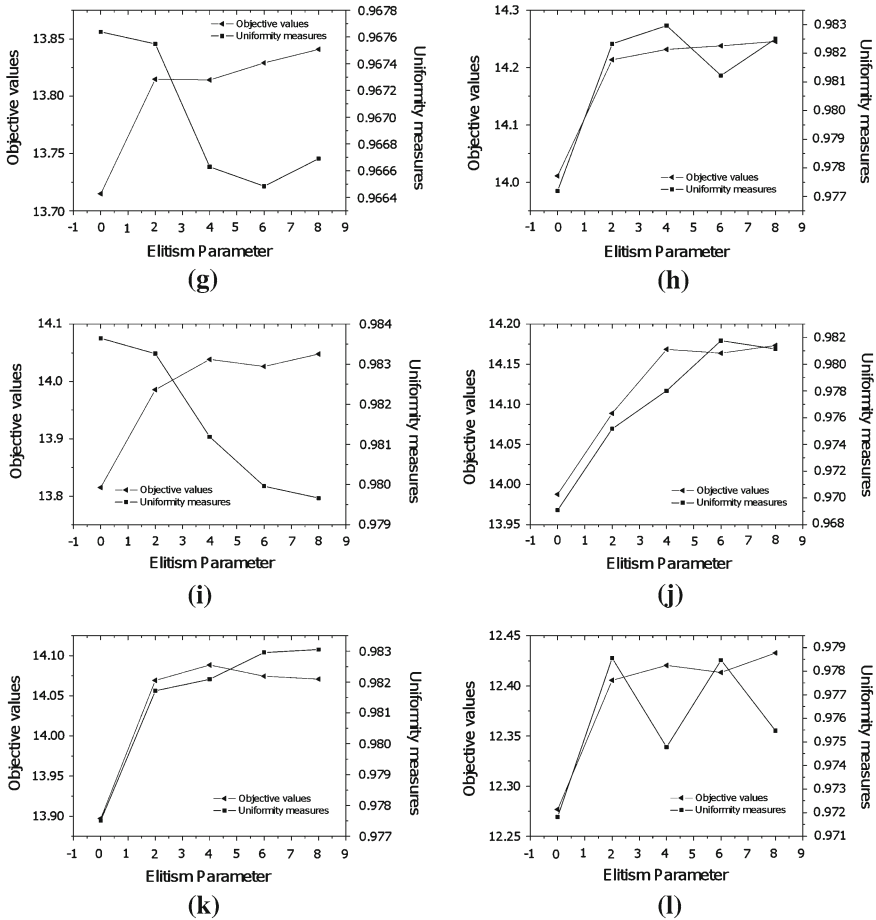 Objective values
13.85
13.80
13.75
13.70
Objective values
Uniformity measures
0.9678
0.9676
0.9674
0.9672
0.9670
0.9668
0.9666
0.9664
Uniformity measures
-1 0 1 2 3 4 5 6 7 8 9
Elitism Parameter
(g)
Objective values
14.3
14.2
14.1
14.0
Objective values
Uniformity measures
0.983
0.982
0.981
0.980
0.979
0.978
0.977
Uniformity measures
-1 0 1 2 3 4 5 6 7 8 9
Elitism Parameter
(h)
Objective values
14.1
14.0
13.9
13.8
Objective values
Uniformity measures
0.984
0.983
0.982
0.981
0.980
0.979
Uniformity measures
-1 0 1 2 3 4 5 6 7 8 9
Elitism Parameter
(i)
Objective values
14.20
14.15
14.10
14.05
14.00
13.95
Objective values
Uniformity measures
0.982
0.980
0.978
0.976
0.974
0.972
0.970
0.968
Uniformity measures
-1 0 1 2 3 4 5 6 7 8 9
Elitism Parameter
(j)
Objective values
14.10
14.05
14.00
13.95
13.90
Objective values
Uniformity measures
0.983
0.982
0.981
0.980
0.979
0.978
0.977
Uniformity measures
-1 0 1 2 3 4 5 6 7 8 9
Elitism Parameter
(k)
Objective values
12.45
12.40
12.35
12.30
12.25
Objective values
Uniformity measures
0.979
0.978
0.977
0.976
0.975
0.974
0.973
0.972
0.971
Uniformity measures
-1 0 1 2 3 4 5 6 7 8 9
Elitism Parameter
(l)